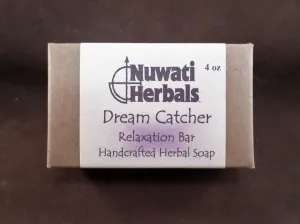 Nuwati
Herbals
4 oz
Dream Catcher
Relaxation Bar
Handcrafted Herbal Soap